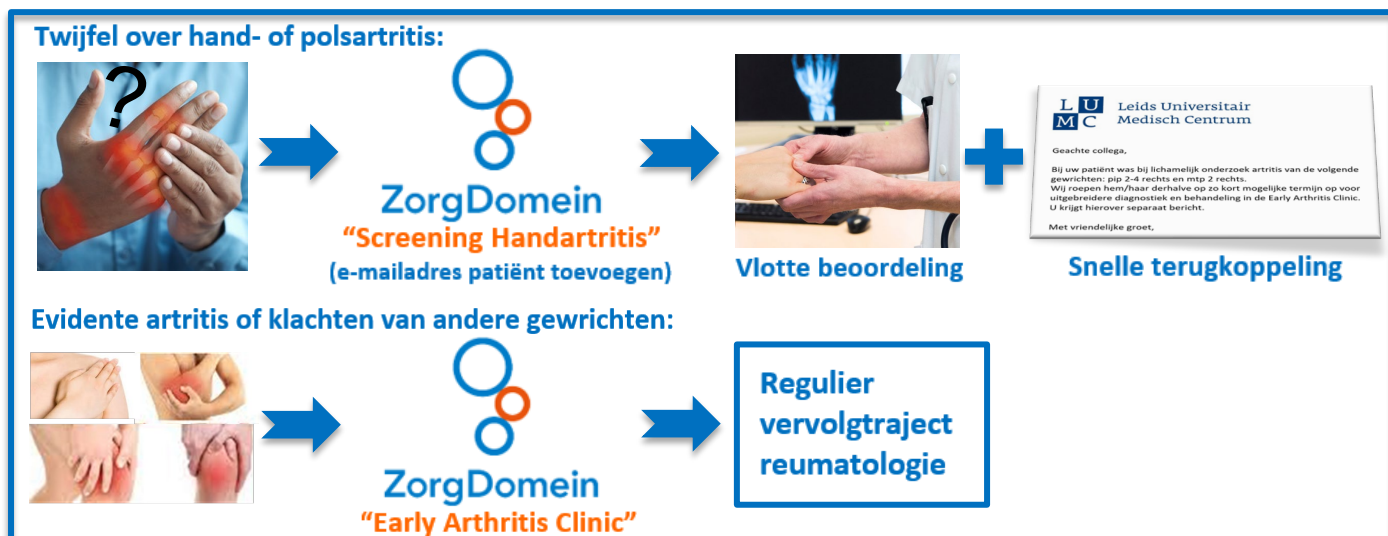 Twijfel over hand- of polsartritis:
?
ZorgDomein
“Screening Handartritis”
(e-mailadres patiënt toevoegen)
Vlotte beoordeling
L U
M C
Leids Universitair
Medisch Centrum
Geachte collega,
Bij uw patiënt was bij lichamelijk onderzoek artritis van de volgende
gewrichten: pip 2-4 rechts en mtp 2 rechts.
Wij roepen hem/haar derhalve op zo kort mogelijke termijn op voor
uitgebreidere diagnostiek en behandeling in de Early Arthritis Clinic.
U krijgt hierover separaat bericht.
Met vriendelijke groet,
Snelle terugkoppeling
Evidente artritis of klachten van andere gewrichten:
ZorgDomein
“Early Arthritis Clinic”
Regulier
vervolgtraject
reumatologie